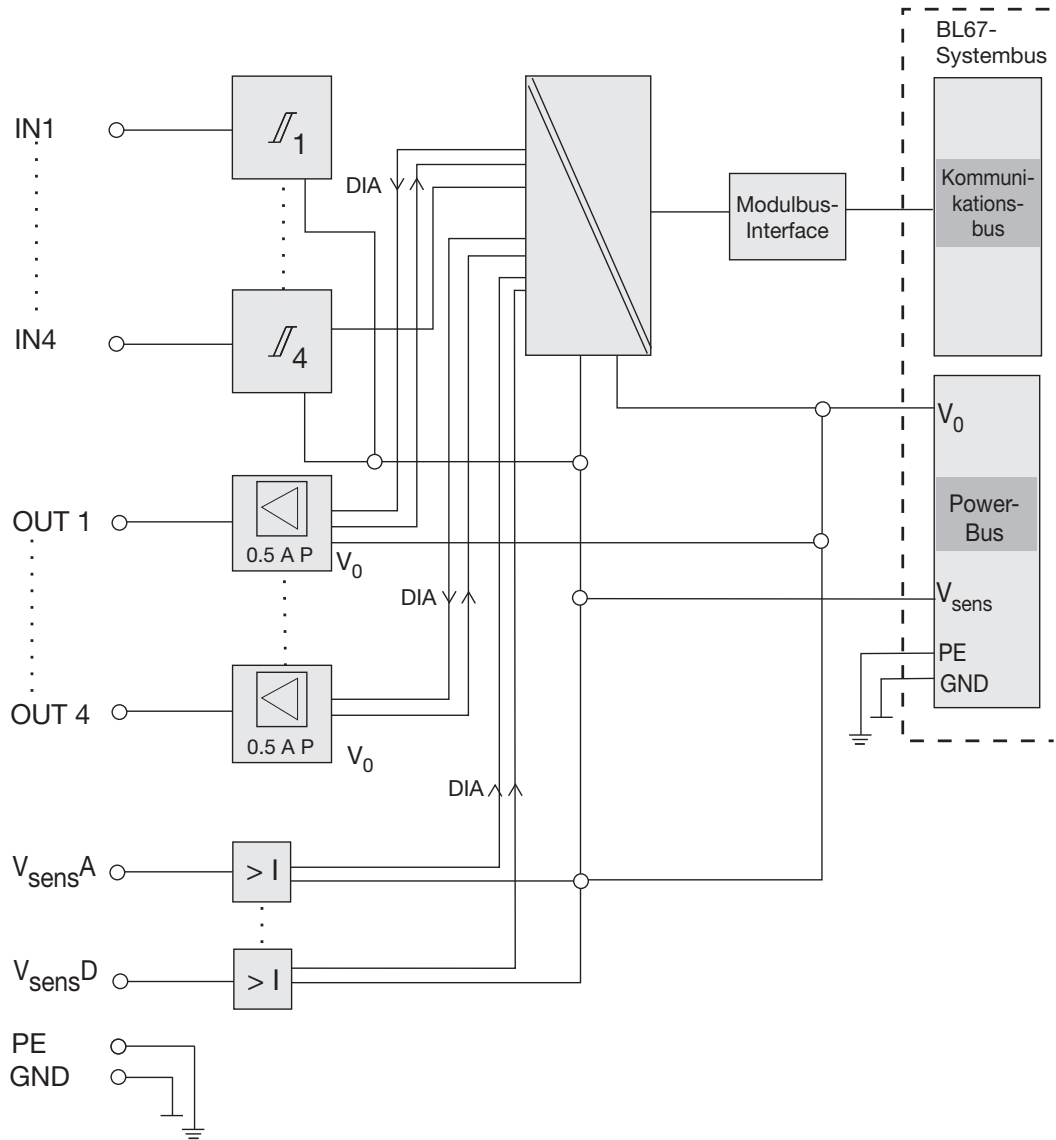 BL67-
Systembus
IN1
1
DIA
Kommuni-
kations-
bus
Modulbus-
Interface
IN4
4
V0
Power-
Bus
OUT 1
0.5 A P
V0
DIA
Vsens
PE
GND
OUT 4
0.5 A P
V0
DIA
VsensA
> I
VsensD
> I
PE
GND